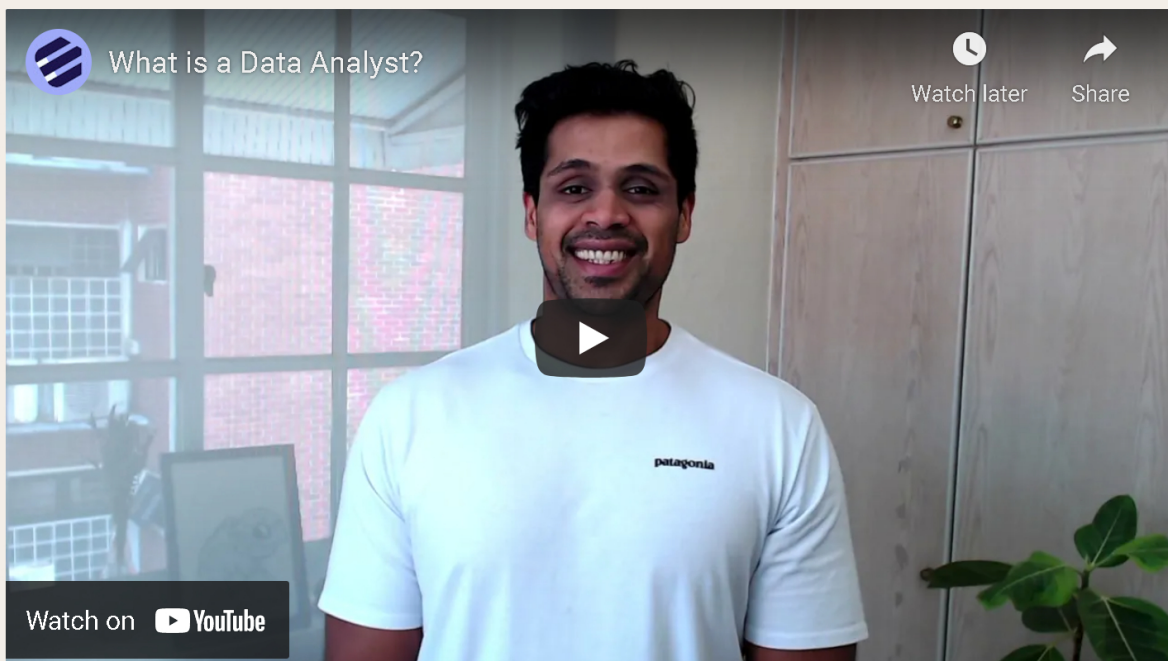 What is a Data Analyst?
Watch later
Share
patagonia
Watch on YouTube